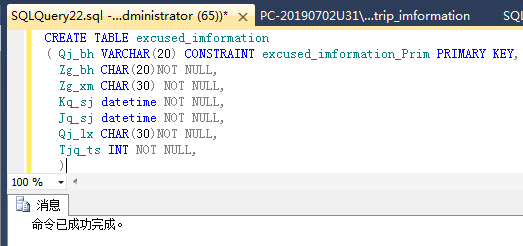 SQLQuery22.sql -...dministrator (65))* PC-20190702U31\...trip_imformation SQ
CREATE TABLE excused_imformation
( Qj_bh VARCHAR(20) CONSTRAINT excused_imformation_Prim PRIMARY KEY,
Zg_bh CHAR(20)NOT NULL,
Zg_xm CHAR(30) NOT NULL,
Kq_sj datetime NOT NULL,
Jq_sj datetime NOT NULL,
Qj_lx CHAR(30)NOT NULL,
Tjq_ts INT NOT NULL,
)
100 %
消息
命令已成功完成。